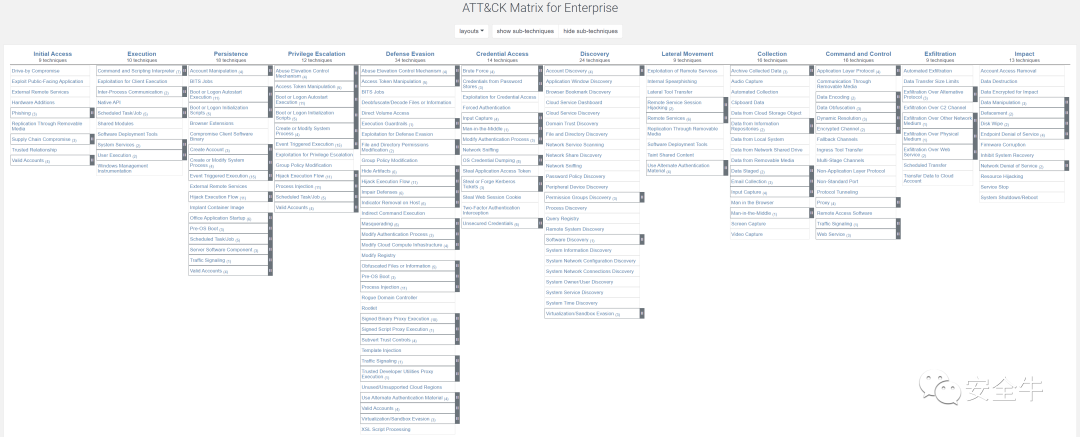 ATT&CK Matrix for Enterprise
layouts
show sub-techniques
hide sub-techniques
Initial Access
9 techniques
Drive-by Compromise
Exploit Public-Facing Application
External Remote Services
Hardware Additions
Phishing
Replication Through Removable
Media
Supply Chain Compromise
Trusted Relationship
Valid Accounts
Execution
10 techniques
Command and Scripting Interpreter
Exploitation for Client Execution
Inter-Process Communication
Native API
Scheduled Task/Job
Shared Modules
Software Deployment Tools
System Services
User Execution
Windows Management
Instrumentation
Persistence
18 techniques
Account Manipulation
BITS Jobs
Boot or Logon Autostart
Execution
Boot or Logon Initialization
Scripts
Browser Extensions
Compromise Client Software
Binary
Create Account
Create or Modify System
Process
Event Triggered Execution
External Remote Services
Hijack Execution Flow
Implant Container Image
Office Application Startup
Pre-OS Boot
Scheduled Task/Job
Server Software Component
Traffic Signaling
Valid Accounts
Privilege Escalation
12 techniques
Abuse Elevation Control
Mechanism
Access Token Manipulation
Boot or Logon Autostart
Execution
Boot or Logon Initialization
Scripts
Create or Modify System
Process
Event Triggered Execution
Exploitation for Privilege Escalation
Group Policy Modification
Hijack Execution Flow
Process Injection
Scheduled Task/Job
Valid Accounts
Defense Evasion
34 techniques
Abuse Elevation Control Mechanism
Access Token Manipulation
BITS Jobs
Deobfuscate/Decode Files or Information
Direct Volume Access
Execution Guardrails
Exploitation for Defense Evasion
File and Directory Permissions
Modification
Group Policy Modification
Hide Artifacts
Hijack Execution Flow
Impair Defenses
Indicator Removal on Host
Indirect Command Execution
Masquerading
Modify Authentication Process
Modify Cloud Compute Infrastructure
Modify Registry
Obfuscated Files or Information
Pre-OS Boot
Process Injection
Rogue Domain Controller
Rootkit
Signed Binary Proxy Execution
Signed Script Proxy Execution
Subvert Trust Controls
Template Injection
Traffic Signaling
Trusted Developer Utilities Proxy
Execution
Unused/Unsupported Cloud Regions
Use Alternate Authentication Material
Valid Accounts
Virtualization/Sandbox Evasion
XSL Script Processing
Credential Access
14 techniques
Brute Force
Credentials from Password
Stores
Exploitation for Credential Access
Forced Authentication
Input Capture
Man-in-the-Middle
Modify Authentication Process
Network Sniffing
OS Credential Dumping
Steal Application Access Token
Steal or Forge Kerberos
Tickets
Steal Web Session Cookie
Two-Factor Authentication
Interception
Unsecured Credentials
Discovery
24 techniques
Account Discovery
Application Window Discovery
Browser Bookmark Discovery
Cloud Service Dashboard
Cloud Service Discovery
Domain Trust Discovery
File and Directory Discovery
Network Service Scanning
Network Share Discovery
Network Sniffing
Password Policy Discovery
Peripheral Device Discovery
Permission Groups Discovery
Process Discovery
Query Registry
Remote System Discovery
Software Discovery
System Information Discovery
System Network Configuration Discovery
System Network Connections Discovery
System Owner/User Discovery
System Service Discovery
System Time Discovery
Virtualization/Sandbox Evasion
Lateral Movement
9 techniques
Exploitation of Remote Services
Internal Spearphishing
Lateral Tool Transfer
Remote Service Session
Hijacking
Remote Services
Replication Through Removable
Media
Software Deployment Tools
Taint Shared Content
Use Alternate Authentication
Material
Collection
16 techniques
Archive Collected Data
Audio Capture
Automated Collection
Clipboard Data
Data from Cloud Storage Object
Data from Information
Repositories
Data from Local System
Data from Network Shared Drive
Data from Removable Media
Data Staged
Email Collection
Input Capture
Man in the Browser
Man-in-the-Middle
Screen Capture
Video Capture
Command and Control
16 techniques
Application Layer Protocol
Communication Through
Removable Media
Data Encoding
Data Obfuscation
Dynamic Resolution
Encrypted Channel
Fallback Channels
Ingress Tool Transfer
Multi-Stage Channels
Non-Application Layer Protocol
Non-Standard Port
Protocol Tunneling
Proxy
Remote Access Software
Traffic Signaling
Web Service
Exfiltration
9 techniques
Automated Exfiltration
Data Transfer Size Limits
Exfiltration Over Alternative
Protocol
Exfiltration Over C2 Channel
Exfiltration Over Other Network
Medium
Exfiltration Over Physical
Medium
Exfiltration Over Web
Service
Scheduled Transfer
Transfer Data to Cloud
Account
Impact
13 techniques
Account Access Removal
Data Destruction
Data Encrypted for Impact
Data Manipulation
Defacement
Disk Wipe
Endpoint Denial of Service
Firmware Corruption
Inhibit System Recovery
Network Denial of Service
Resource Hijacking
Service Stop
System Shutdown/Reboot
安全牛